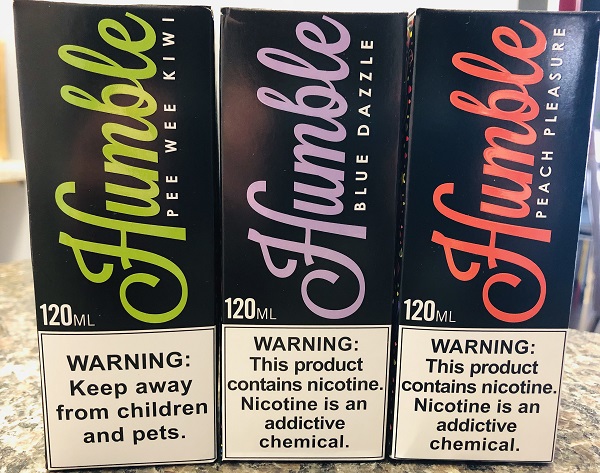 Humble
PEE WEE KIWI
120ML
WARNING:
Keep away
from children
and pets.
Humble
BLUE DAZZLE
120ML
WARNING:
This product
contains nicotine.
Nicotine is an
addictive
chemical.
Humble
PEACH PLEASURE
120ML
WARNING:
This product
contains nicotine.
Nicotine is an
addictive
chemical.